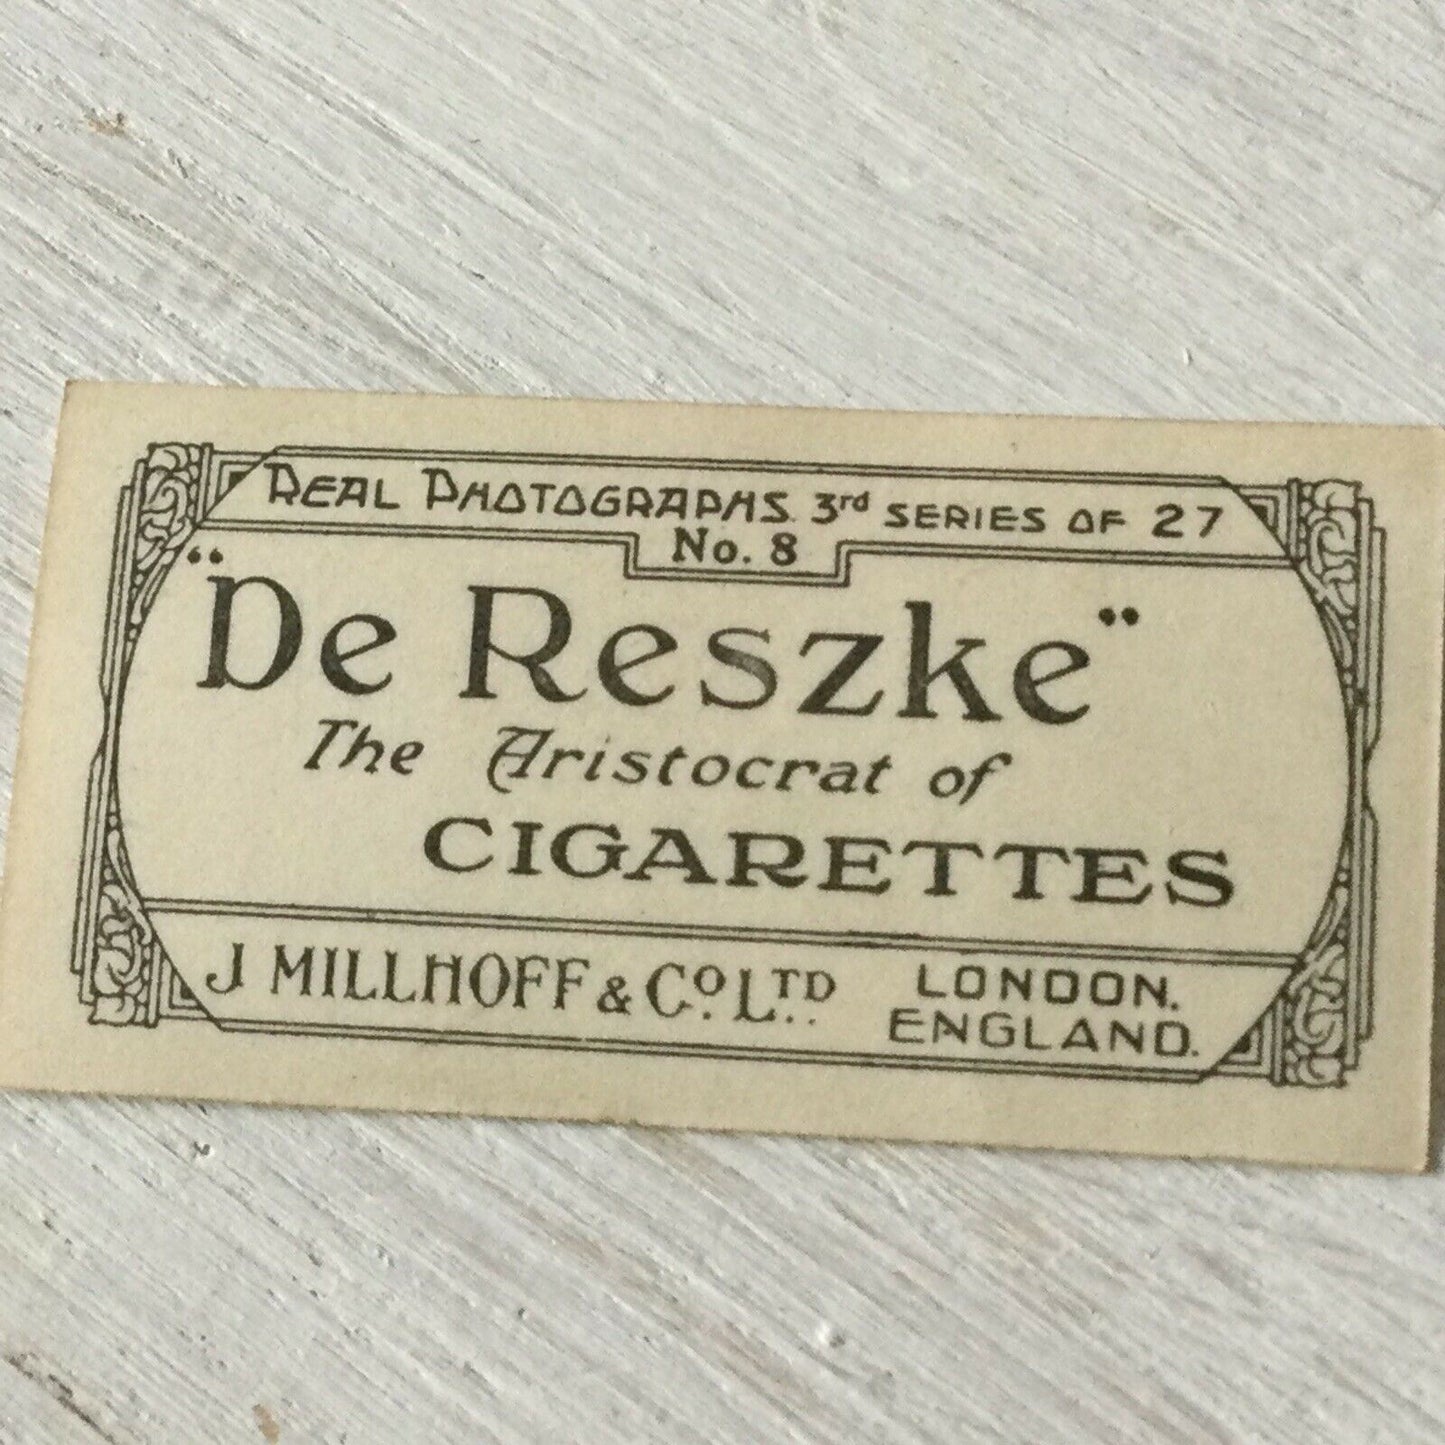 REAL PHOTOGRAPHS. 3rd SERIES OF 27
No. 8
"De Reszke"
The Aristocrat of
CIGARETTES
J MILLHOFF & Co. LTD. LONDON.
ENGLAND.